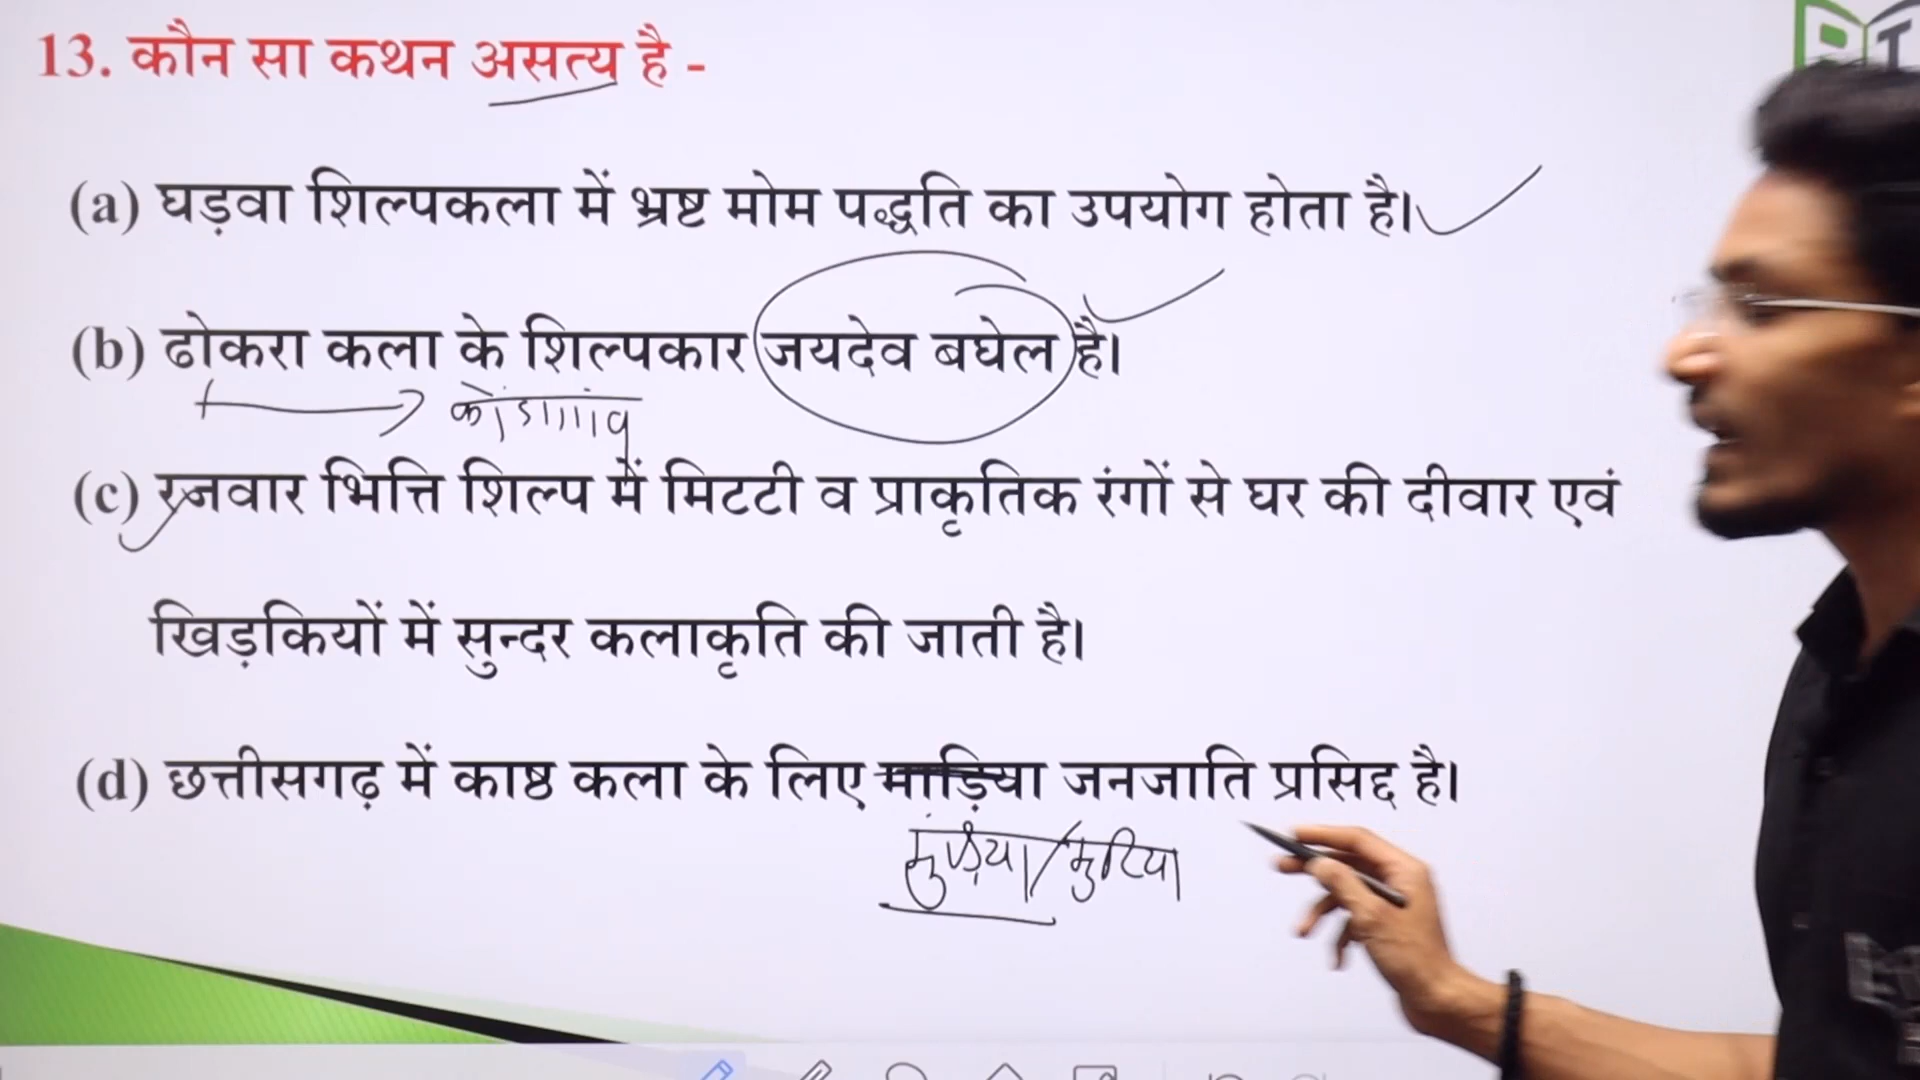 13. कौन सा कथन असत्य है -
(a) घड़वा शिल्पकला में भ्रष्ट मोम पद्धति का उपयोग होता है।
(b) ढोकरा कला के शिल्पकार जयदेव बघेल है।
कोंडागांव
(c) रजवार भित्ति शिल्प में मिटटी व प्राकृतिक रंगों से घर की दीवार एवं
खिड़कियों में सुन्दर कलाकृति की जाती है।
(d) छत्तीसगढ़ में काष्ठ कला के लिए माड़िया जनजाति प्रसिद्द है।
मुड़िया/मुरिया